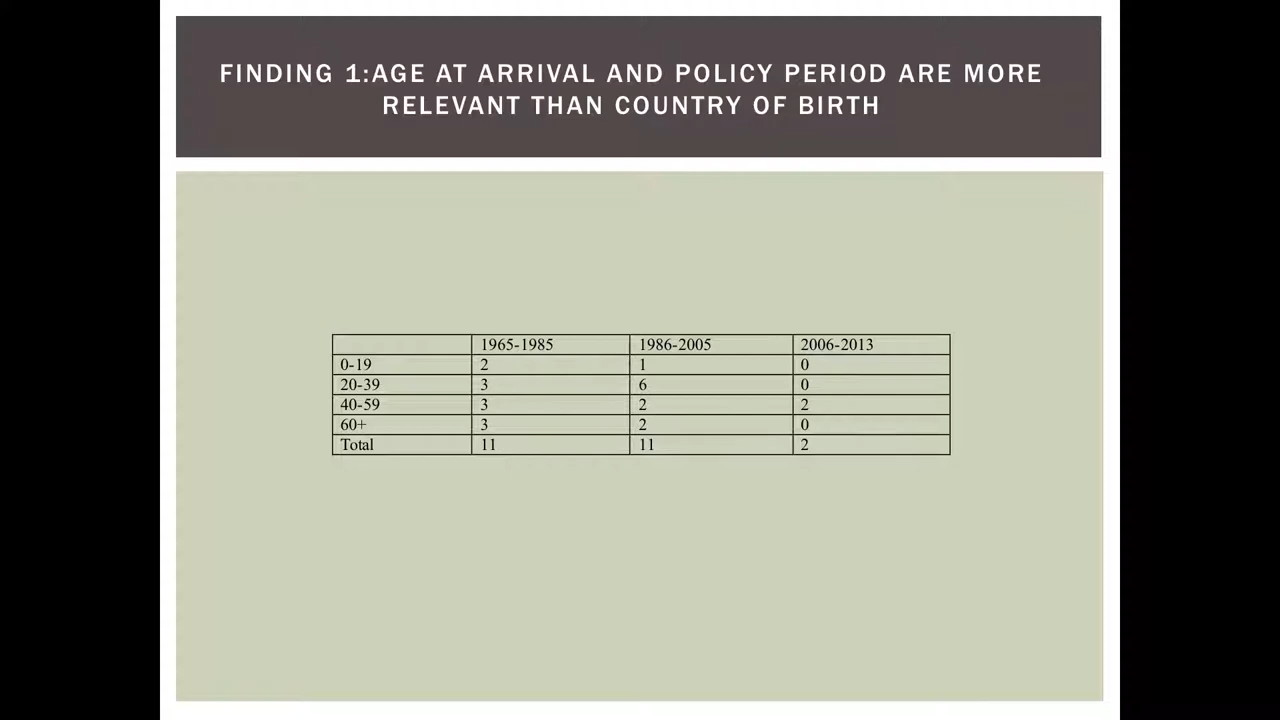 FINDING 1:AGE AT ARRIVAL AND POLICY PERIOD ARE MORE
RELEVANT THAN COUNTRY OF BIRTH
1965-1985 1986-2005 2006-2013
0-19 2 1 0
20-39 3 6 0
40-59 3 2 2
60+ 3 2 0
Total 11 11 2